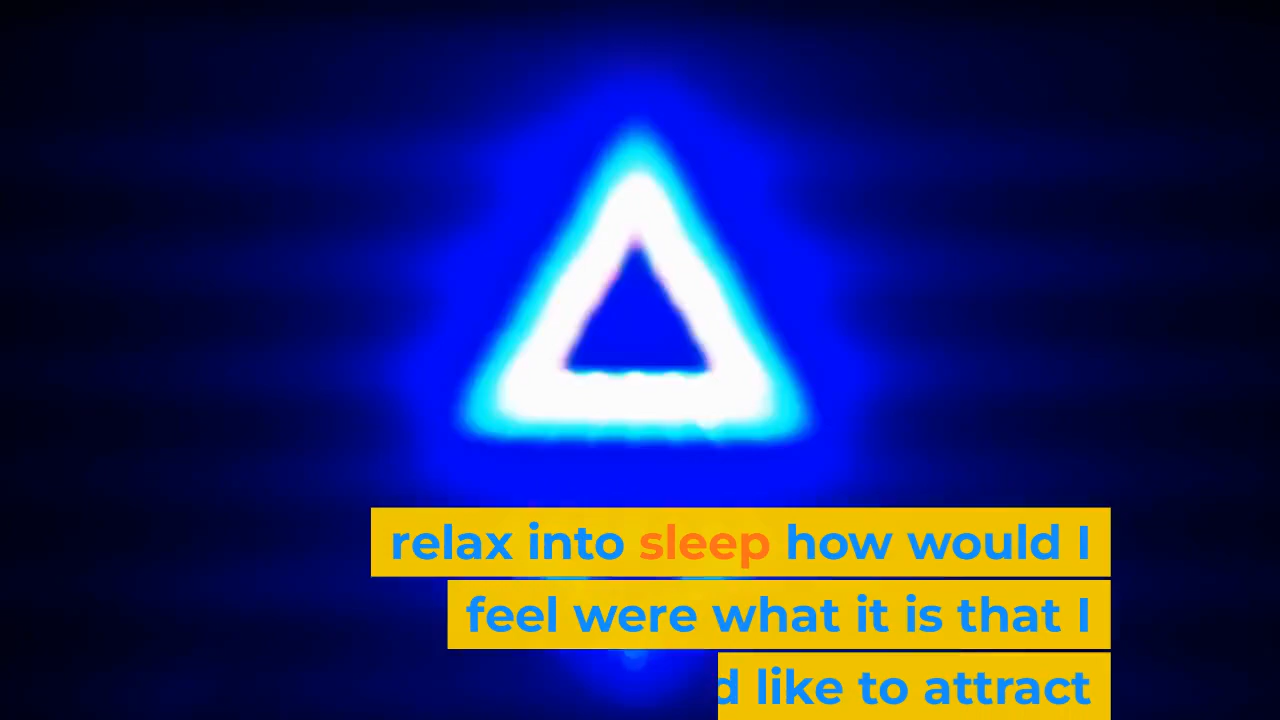 relax into sleep how would I
feel were what it is that I
d like to attract